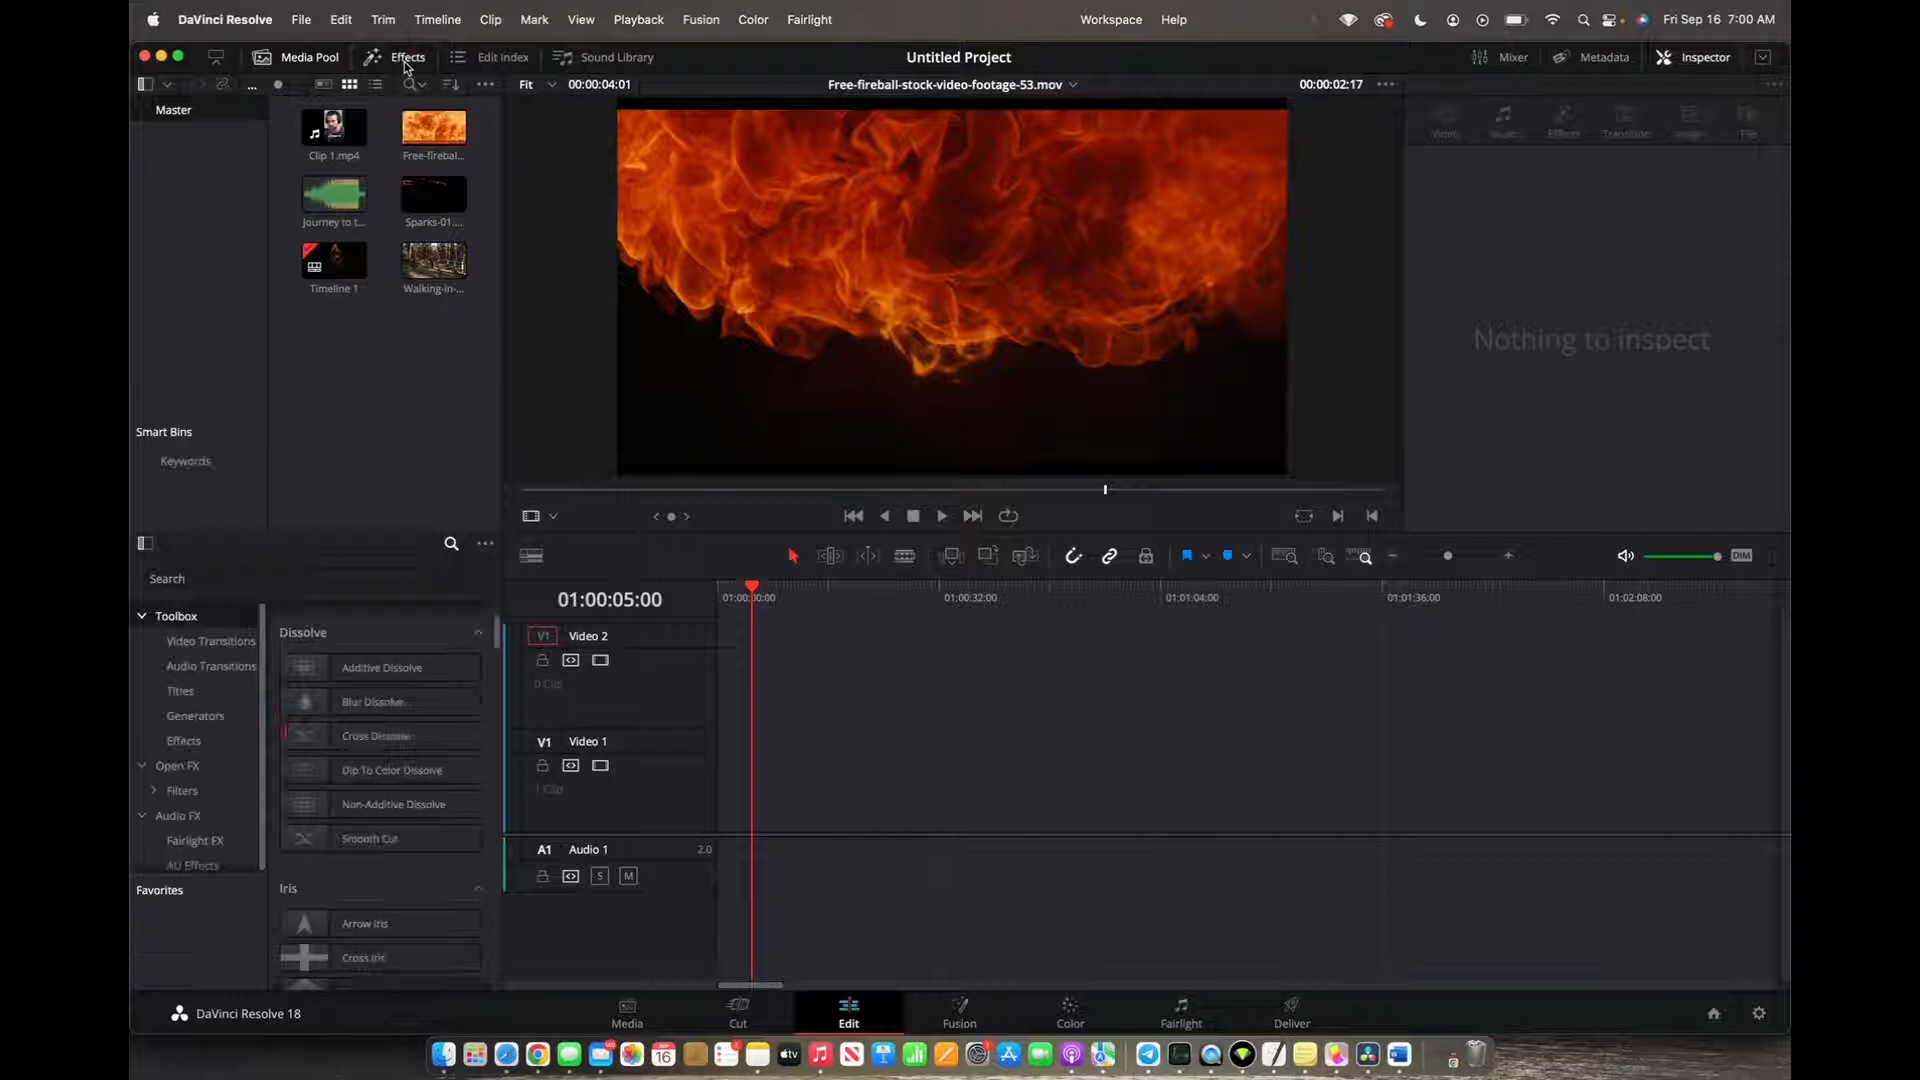 DaVinci Resolve File Edit Trim Timeline Clip Mark View Playback Fusion Color Fairlight Workspace Help Fri Sep 16 7:00 AM
Media Pool Effects Edit Index Sound Library Untitled Project Mixer Metadata Inspector
Fit 00:00:04:01 Free-fireball-stock-video-footage-53.mov 00:00:02:17
Master
Clip 1.mp4 Free-firebal...
Journey to t... Sparks-01....
Timeline 1 Walking-in-...
Video Effects Transition File
Nothing to inspect
Smart Bins
Keywords
Search
DIM
01:00:05:00 01:00:00:00 01:00:32:00 01:01:04:00 01:01:36:00 01:02:08:00
Toolbox
Video Transitions
Audio Transitions
Titles
Generators
Effects
Open FX
Filters
Audio FX
Fairlight FX
AU Effects
Favorites
Dissolve
Additive Dissolve
Blur Dissolve
Cross Dissolve
Dip To Color Dissolve
Non-Additive Dissolve
Smooth Cut
Iris
Arrow Iris
Cross Iris
V1 Video 2
0 Clip
V1 Video 1
1 Clip
A1 Audio 1 2.0
S M
DaVinci Resolve 18
Media Cut Edit Fusion Color Fairlight Deliver